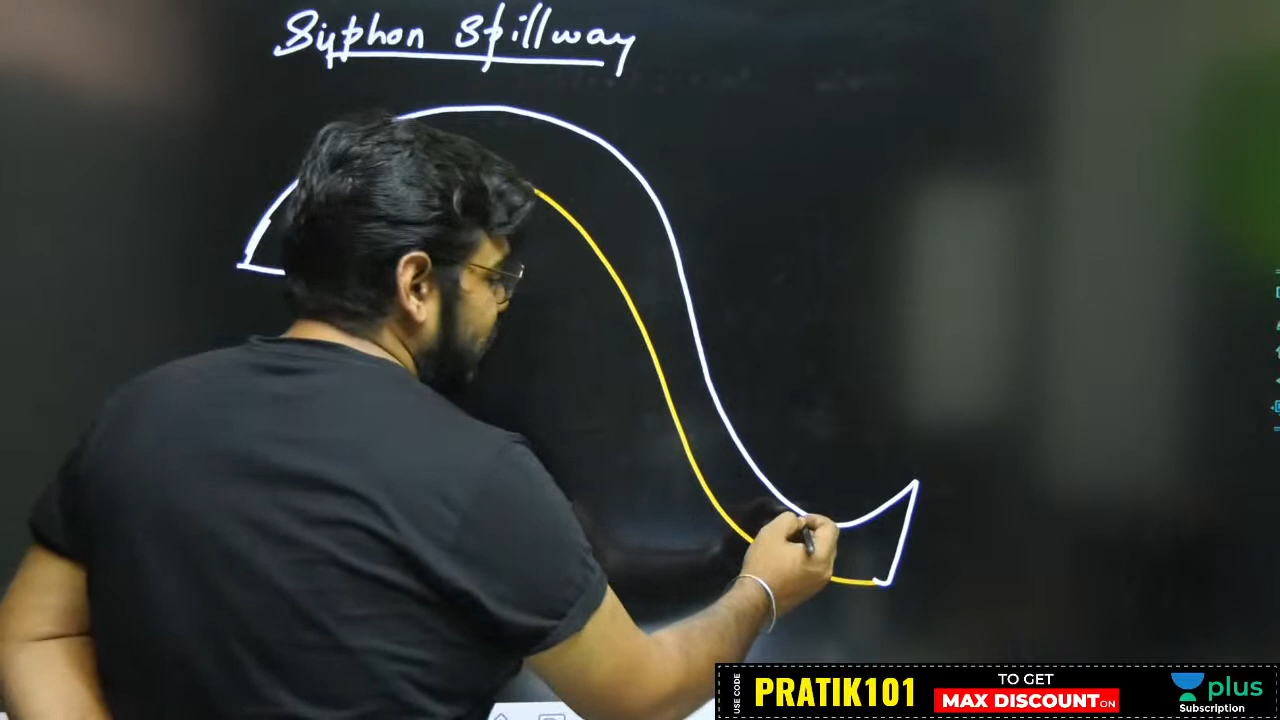 Syphon Spillway
USE CODE
PRATIK101
TO GET
MAX DISCOUNT ON
plus
Subscription